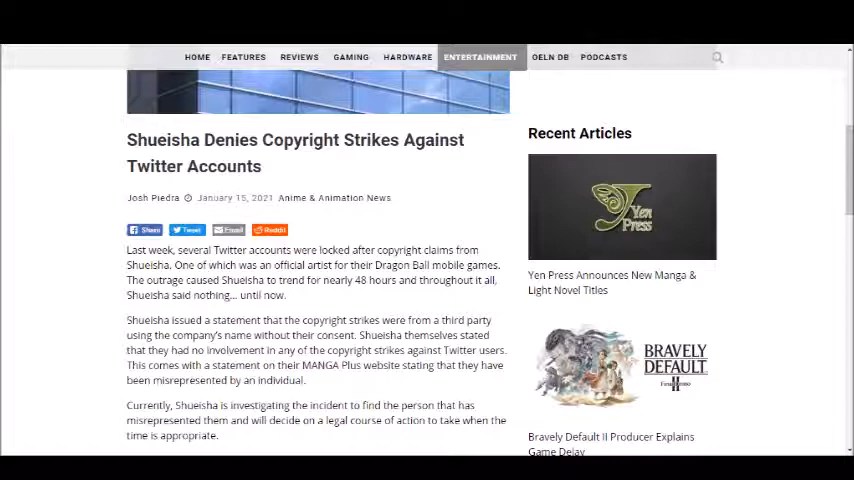 HOME FEATURES REVIEWS GAMING HARDWARE ENTERTAINMENT OELN DB PODCASTS
Shueisha Denies Copyright Strikes Against
Twitter Accounts
Josh Piedra January 15, 2021 Anime & Animation News
Share Tweet Email Reddit
Last week, several Twitter accounts were locked after copyright claims from
Shueisha. One of which was an official artist for their Dragon Ball mobile games.
The outrage caused Shueisha to trend for nearly 48 hours and throughout it all,
Shueisha said nothing... until now.
Shueisha issued a statement that the copyright strikes were from a third party
using the company's name without their consent. Shueisha themselves stated
that they had no involvement in any of the copyright strikes against Twitter users.
This comes with a statement on their MANGA Plus website stating that they have
been misrepresented by an individual.
Currently, Shueisha is investigating the incident to find the person that has
misrepresented them and will decide on a legal course of action to take when the
time is appropriate.
Recent Articles
Yen
Press
Yen Press Announces New Manga &
Light Novel Titles
BRAVELY
DEFAULT
II
Bravely Default II Producer Explains
Game Delay